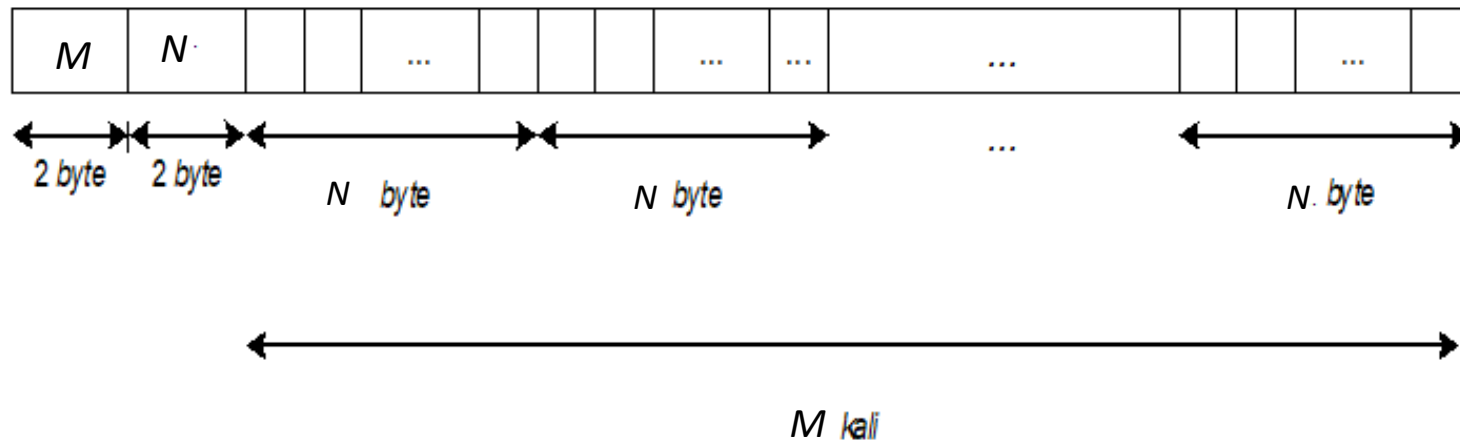 M N ... ... ... ... ...
2 byte 2 byte ...
N byte N byte N. byte
M kali